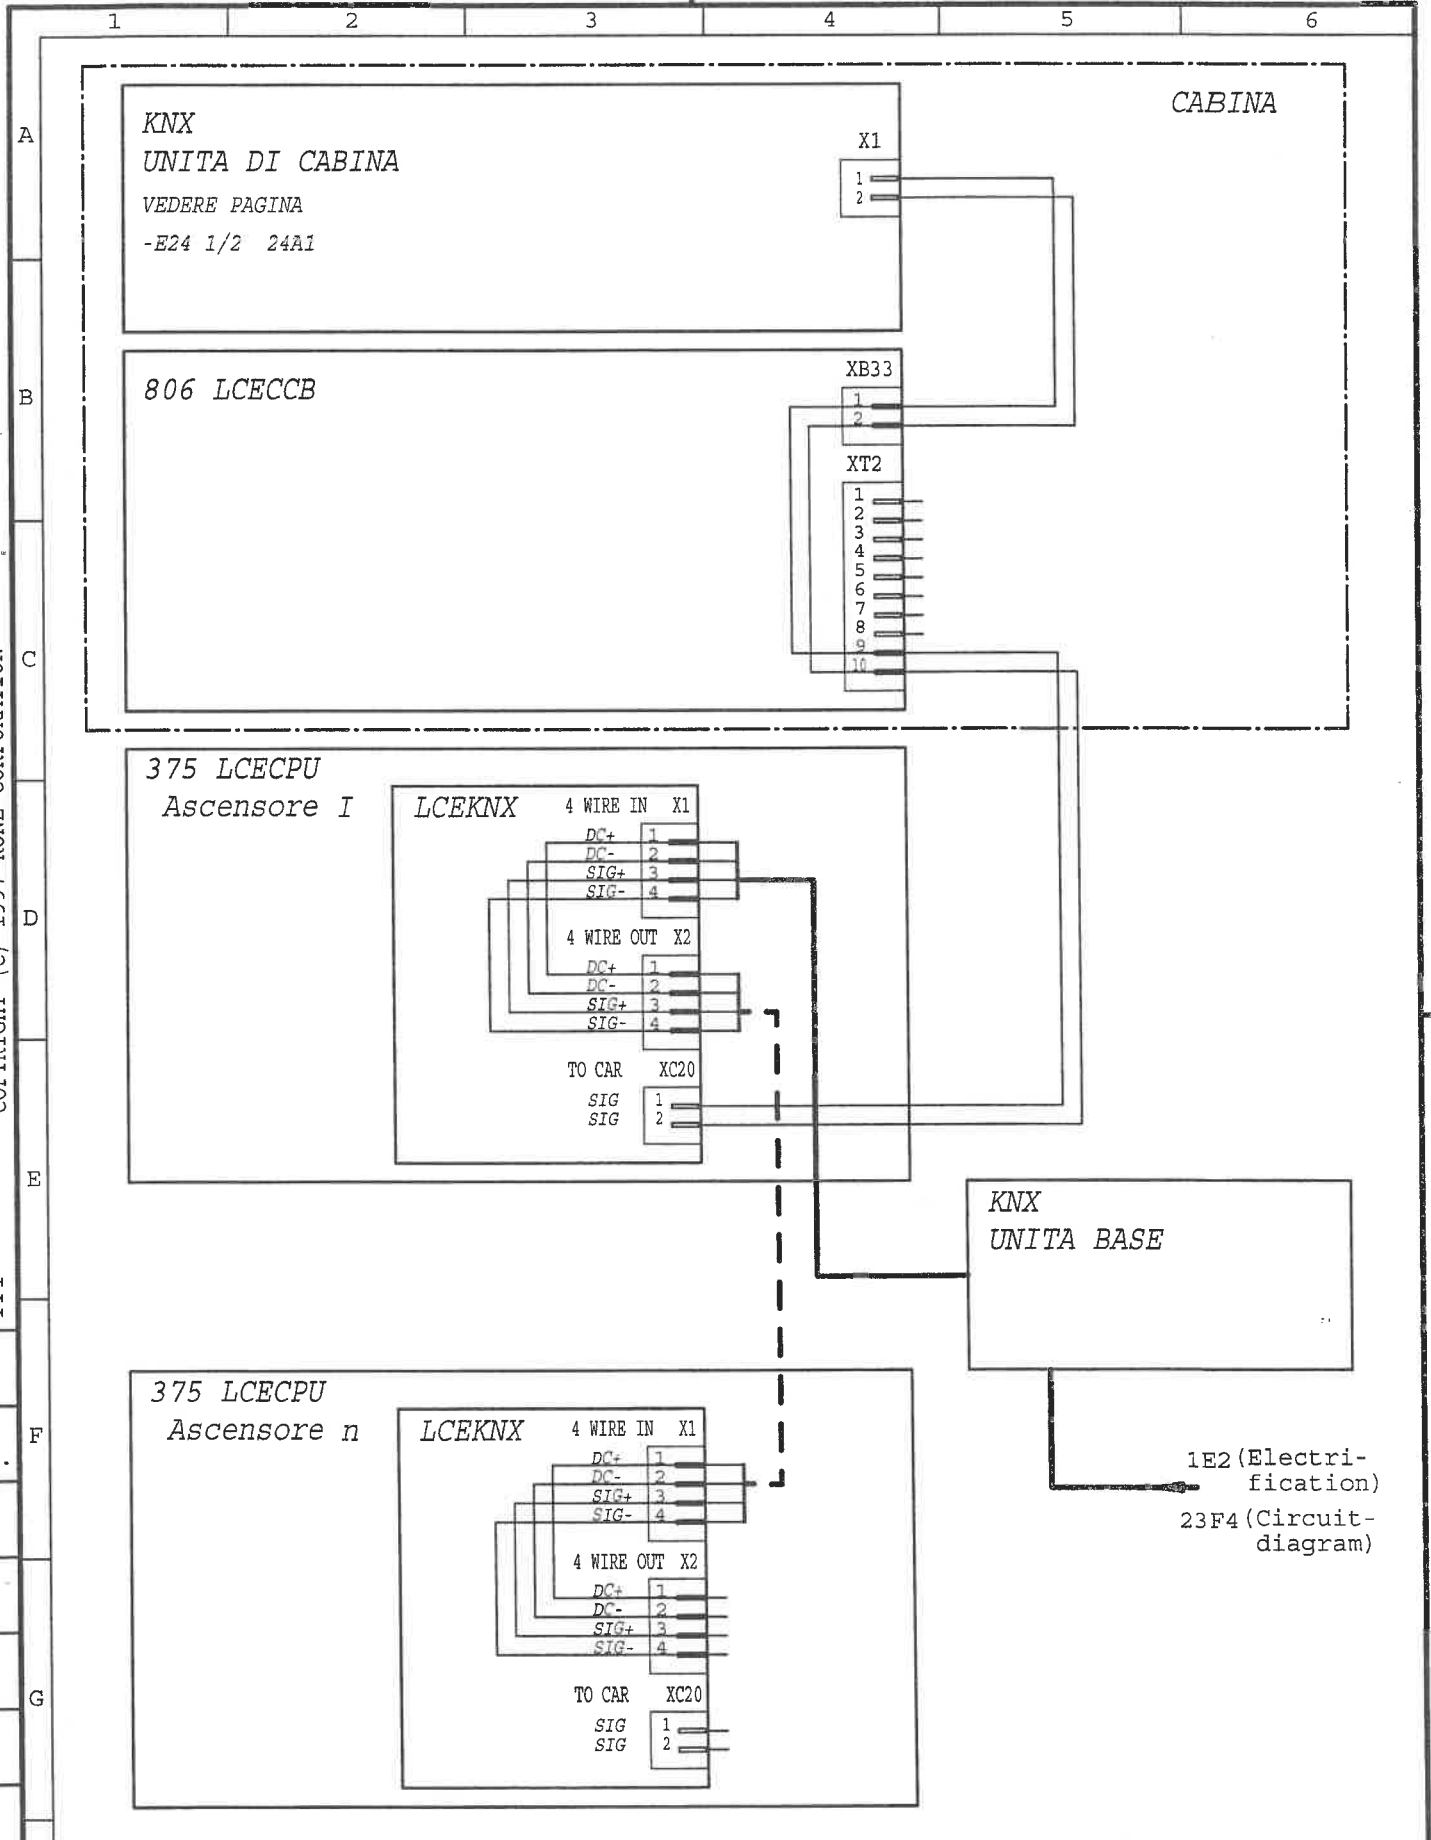 1 2 3 4 5 6
CABINA
A
KNX
UNITA DI CABINA
VEDERE PAGINA
-E24 1/2 24A1
X1
1
2
B
806 LCECCB
XB33
1
2
XT2
1
2
3
4
5
6
7
8
9
10
C
375 LCECPU
Ascensore I
LCEKNX
4 WIRE IN X1
DC+ 1
DC- 2
SIG+ 3
SIG- 4
D
4 WIRE OUT X2
DC+ 1
DC- 2
SIG+ 3
SIG- 4
TO CAR XC20
SIG 1
SIG 2
E
KNX
UNITA BASE
375 LCECPU
Ascensore n
LCEKNX
4 WIRE IN X1
DC+ 1
DC- 2
SIG+ 3
SIG- 4
F
1E2(Electri-
fication)
23F4(Circuit-
diagram)
4 WIRE OUT X2
DC+ 1
DC- 2
SIG+ 3
SIG- 4
G
TO CAR XC20
SIG 1
SIG 2